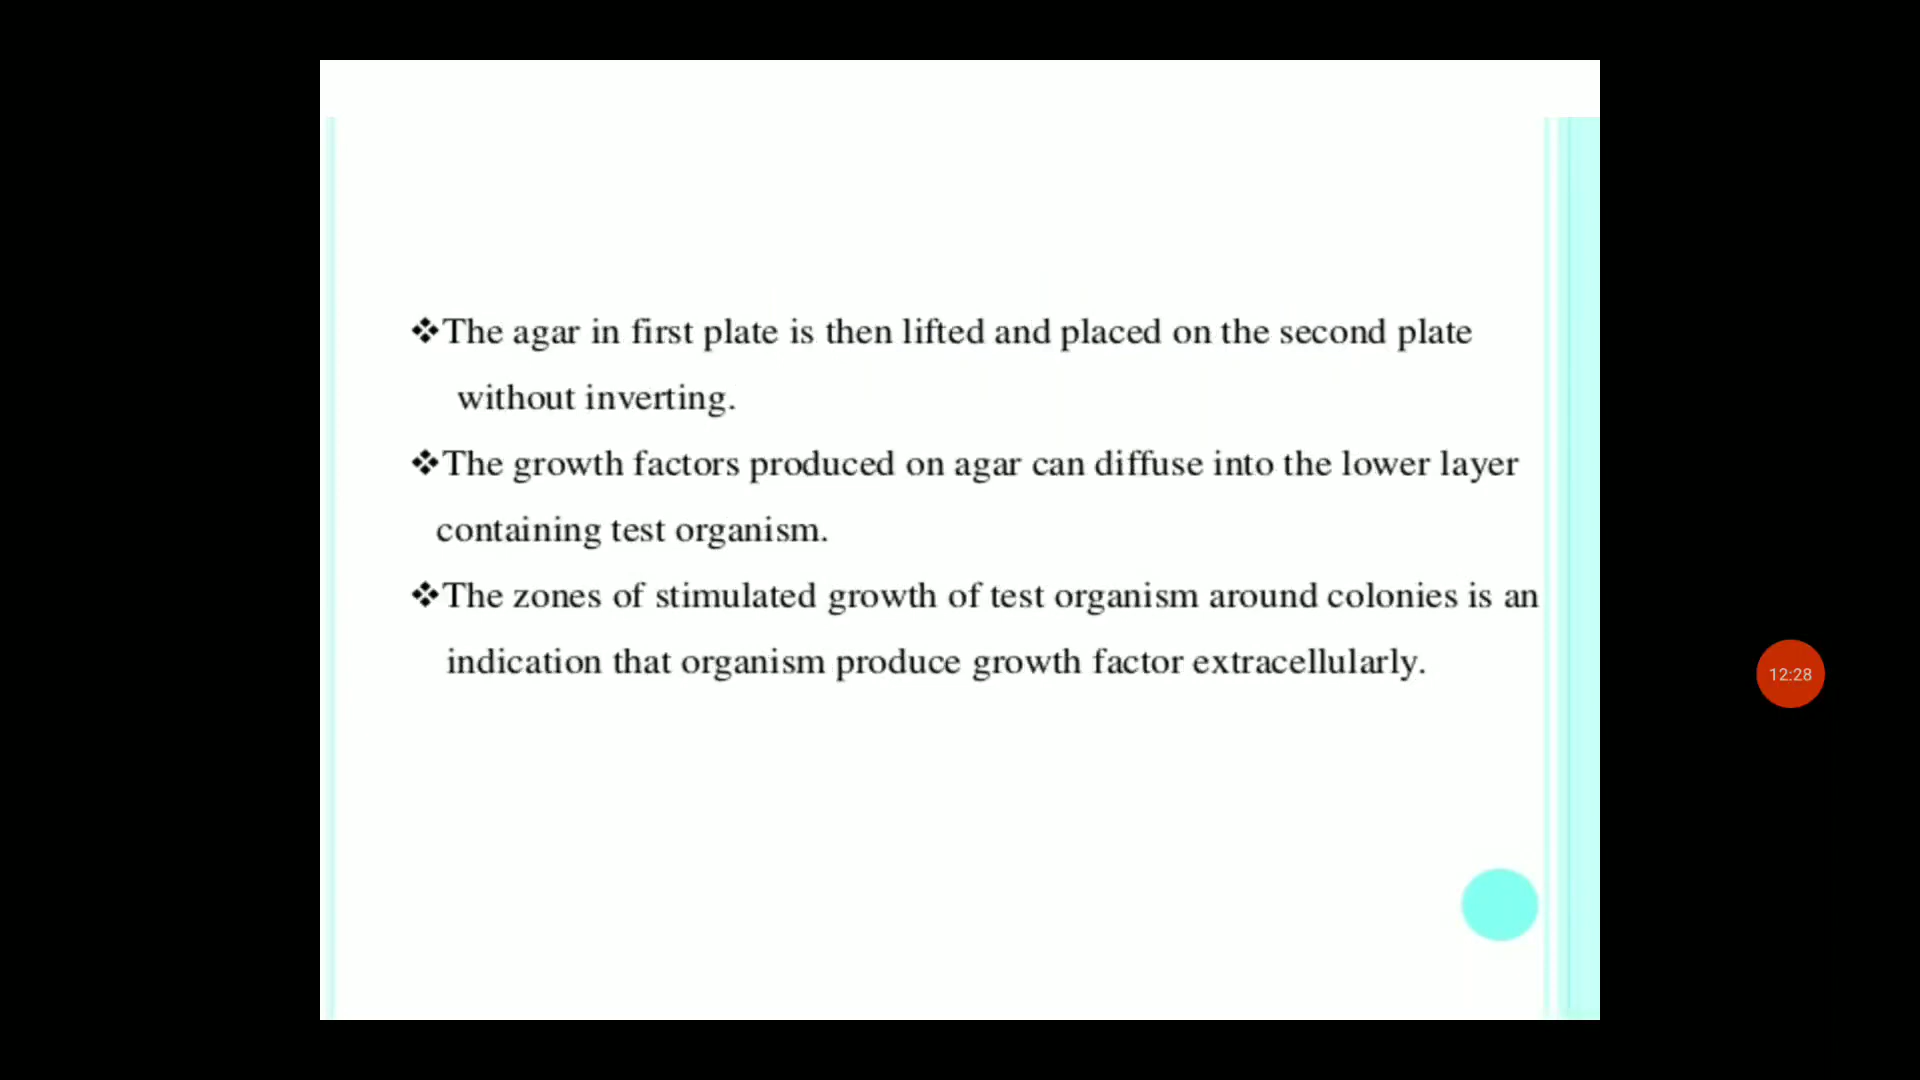 ❖The agar in first plate is then lifted and placed on the second plate
without inverting.
❖The growth factors produced on agar can diffuse into the lower layer
containing test organism.
❖The zones of stimulated growth of test organism around colonies is an
indication that organism produce growth factor extracellularly.
12:28